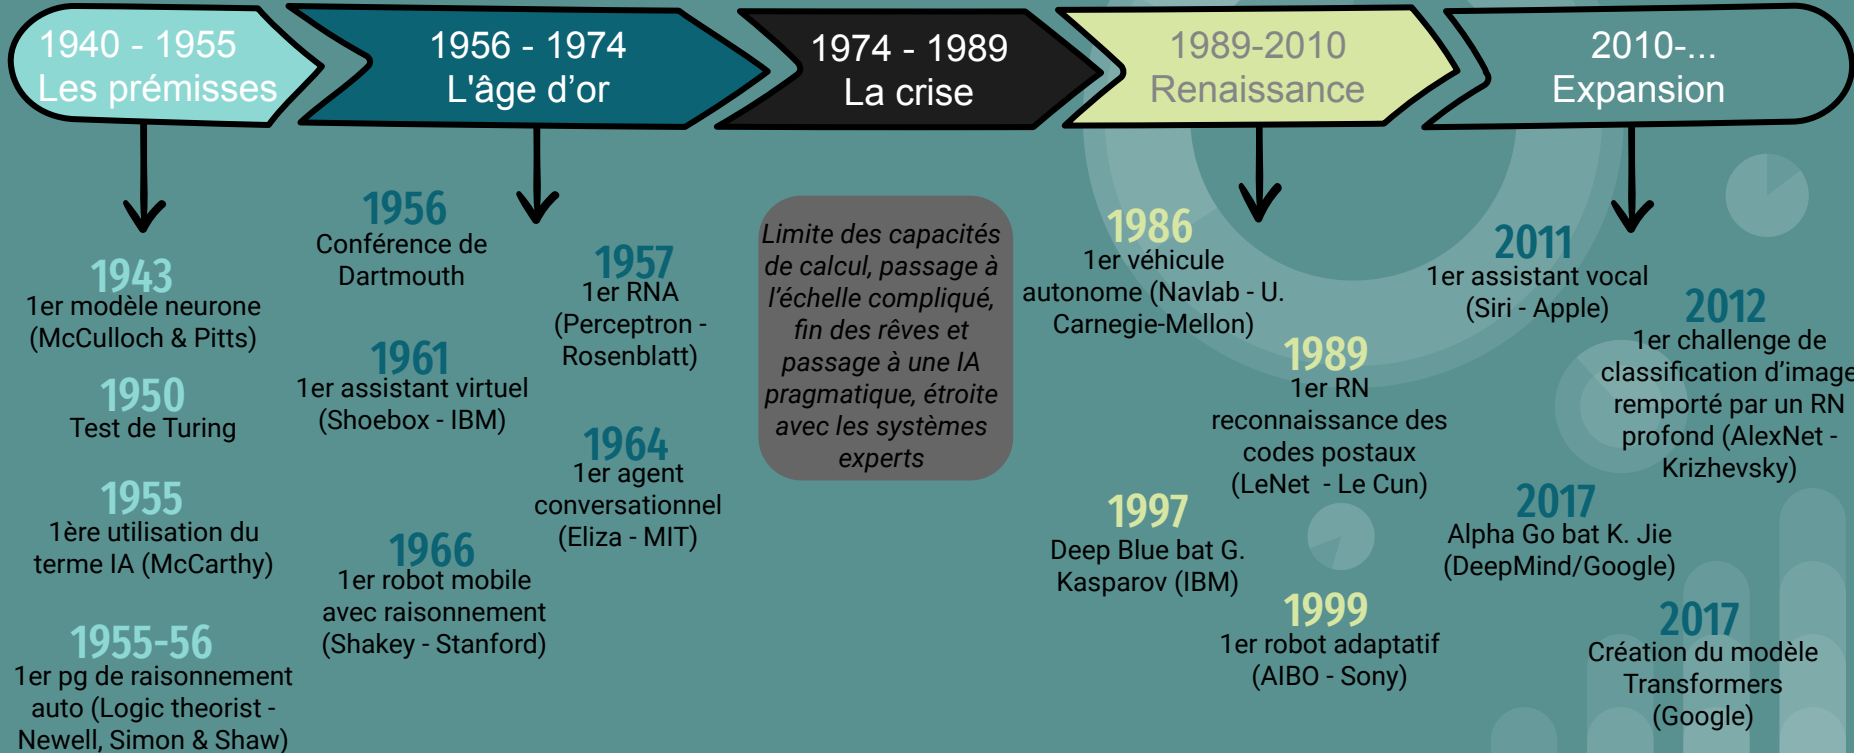 1940 - 1955
Les prémisses
1956 - 1974
L'âge d’or
1974 - 1989
La crise
1989-2010
Renaissance
2010-...
Expansion
1943
1er modèle neurone
(McCulloch & Pitts)
1950
Test de Turing
1955
1ère utilisation du
terme IA (McCarthy)
1955-56
1er pg de raisonnement
auto (Logic theorist -
Newell, Simon & Shaw)
1956
Conférence de
Dartmouth
1957
1er RNA
(Perceptron -
Rosenblatt)
1961
1er assistant virtuel
(Shoebox - IBM)
1964
1er agent
conversationnel
(Eliza - MIT)
1966
1er robot mobile
avec raisonnement
(Shakey - Stanford)
Limite des capacités
de calcul, passage à
l’échelle compliqué,
fin des rêves et
passage à une IA
pragmatique, étroite
avec les systèmes
experts
1986
1er véhicule
autonome (Navlab - U.
Carnegie-Mellon)
1989
1er RN
reconnaissance des
codes postaux
(LeNet - Le Cun)
1997
Deep Blue bat G.
Kasparov (IBM)
1999
1er robot adaptatif
(AIBO - Sony)
2011
1er assistant vocal
(Siri - Apple)
2012
1er challenge de
classification d’image
remporté par un RN
profond (AlexNet -
Krizhevsky)
2017
Alpha Go bat K. Jie
(DeepMind/Google)
2017
Création du modèle
Transformers
(Google)